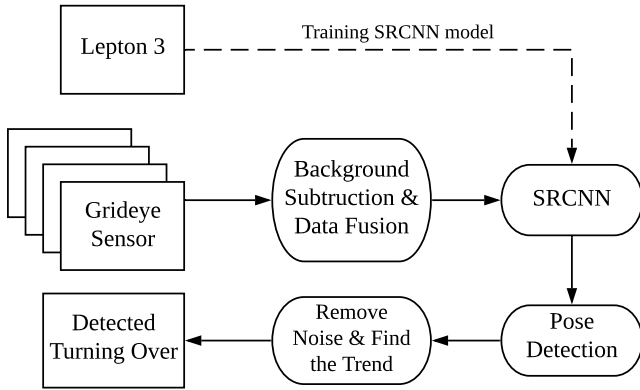 Lepton 3
Training SRCNN model
Grideye
Sensor
Background
Subtruction &
Data Fusion
SRCNN
Detected
Turning Over
Remove
Noise & Find
the Trend
Pose
Detection